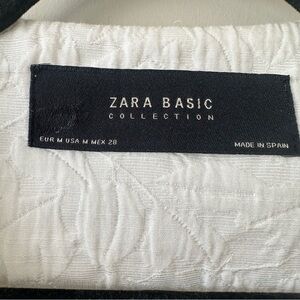 ZARA BASIC
COLLECTION
EUR M USA M MEX 28
MADE IN SPAIN